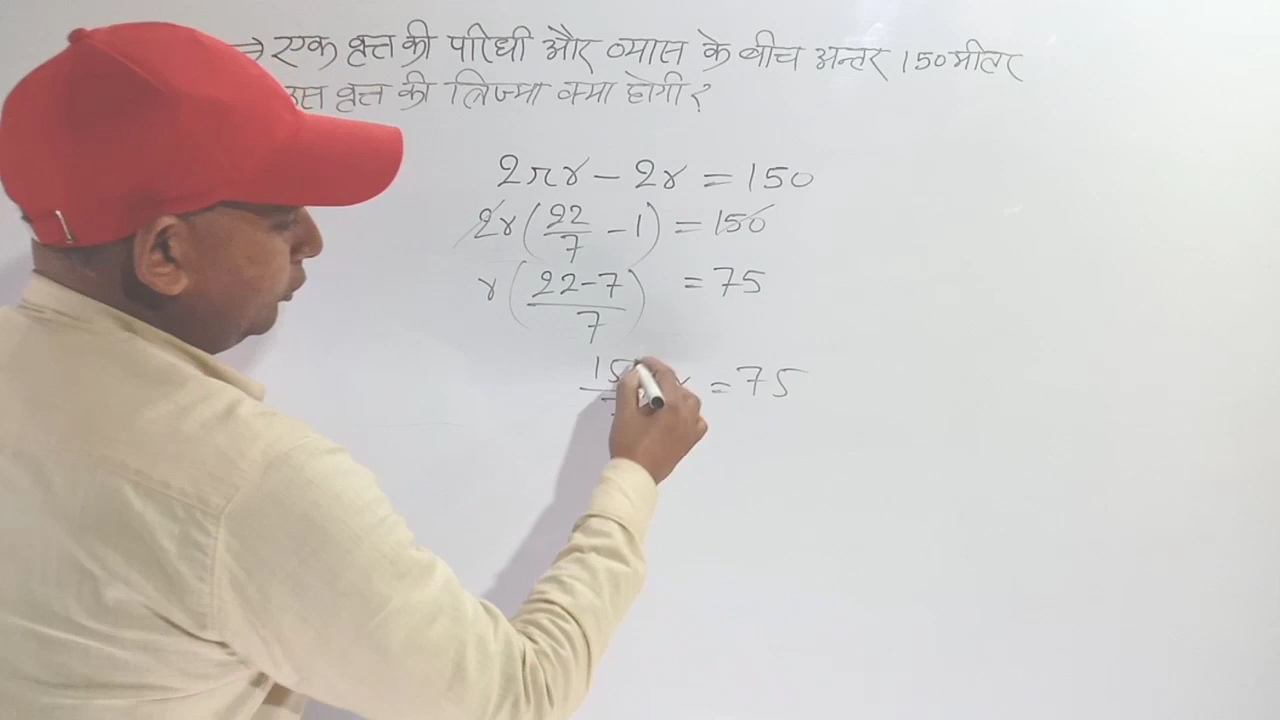 → एक वृत्त की परिधी और व्यास के बीच अन्तर 150 मीटर
उस वृत्त की त्रिज्या क्या होगी ?
2πr - 2r = 150
2r(22/7 - 1) = 150
r(22-7/7) = 75
15 r = 75